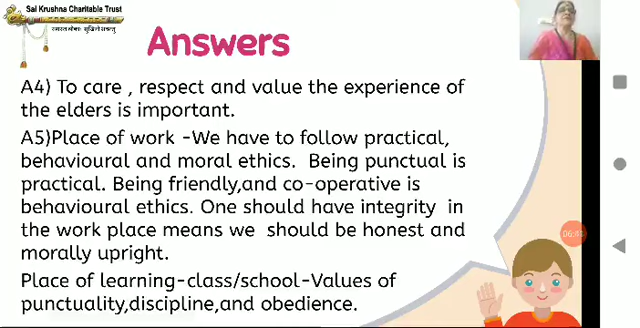 Sai Krushna Charitable Trust
Answers
A4) To care , respect and value the experience of
the elders is important.
A5)Place of work -We have to follow practical,
behavioural and moral ethics. Being punctual is
practical. Being friendly,and co-operative is
behavioural ethics. One should have integrity in
the work place means we should be honest and
morally upright.
Place of learning-class/school-Values of
punctuality,discipline,and obedience.